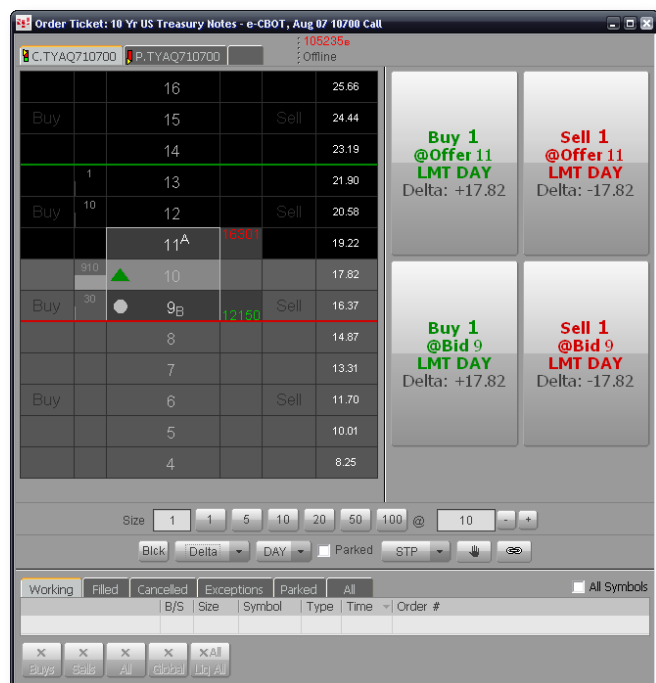 Order Ticket: 10 Yr US Treasury Notes - e-CBOT, Aug 07 10700 Call
C.TYAQ710700 P.TYAQ710700 105235B
Offline
16 25.66
Buy 15 Sell 24.44
14 23.19
1 13 21.90
Buy 10 12 Sell 20.58
11A 16381 19.22
910 10 17.82
Buy 30 9B 12150 Sell 16.37
8 14.87
7 13.31
Buy 6 Sell 11.70
5 10.01
4 8.25
Buy 1
@Offer 11
LMT DAY
Delta: +17.82
Sell 1
@Offer 11
LMT DAY
Delta: -17.82
Buy 1
@Bid 9
LMT DAY
Delta: +17.82
Sell 1
@Bid 9
LMT DAY
Delta: -17.82
Size 1 1 5 10 20 50 100 @ 10 - +
Blck Delta DAY Parked STP
Working Filled Cancelled Exceptions Parked All All Symbols
B/S Size Symbol Type Time Order #
X X X X XAll
Buys Sells All Global Liq All